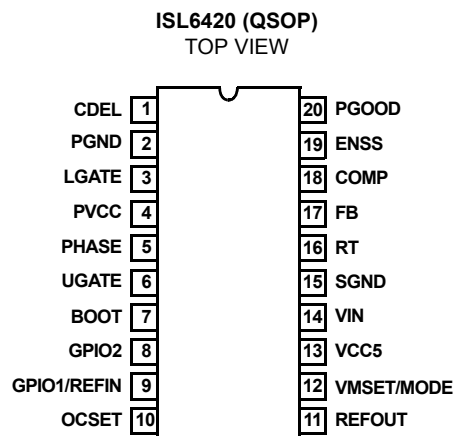 ISL6420 (QSOP)
TOP VIEW
CDEL 1 20 PGOOD
PGND 2 19 ENSS
LGATE 3 18 COMP
PVCC 4 17 FB
PHASE 5 16 RT
UGATE 6 15 SGND
BOOT 7 14 VIN
GPIO2 8 13 VCC5
GPIO1/REFIN 9 12 VMSET/MODE
OCSET 10 11 REFOUT